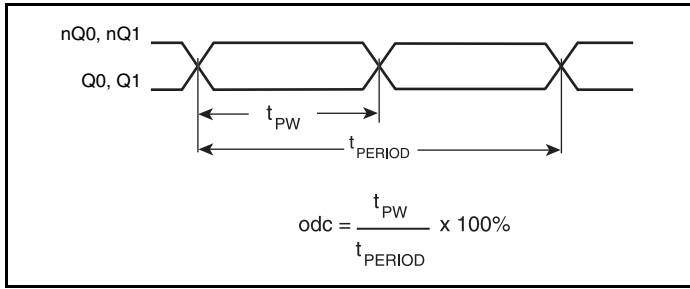 nQ0, nQ1
Q0, Q1
tPW
tPERIOD
odc = tPW / tPERIOD x 100%